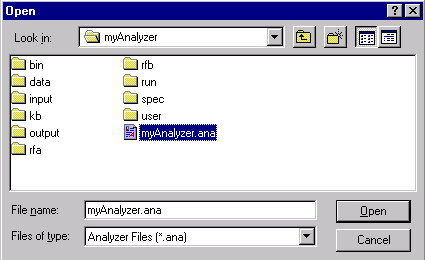 Open
Look in: myAnalyzer
bin
data
input
kb
output
rfa
rfb
run
spec
user
myAnalyzer.ana
File name: myAnalyzer.ana
Open
Files of type: Analyzer Files (*.ana)
Cancel